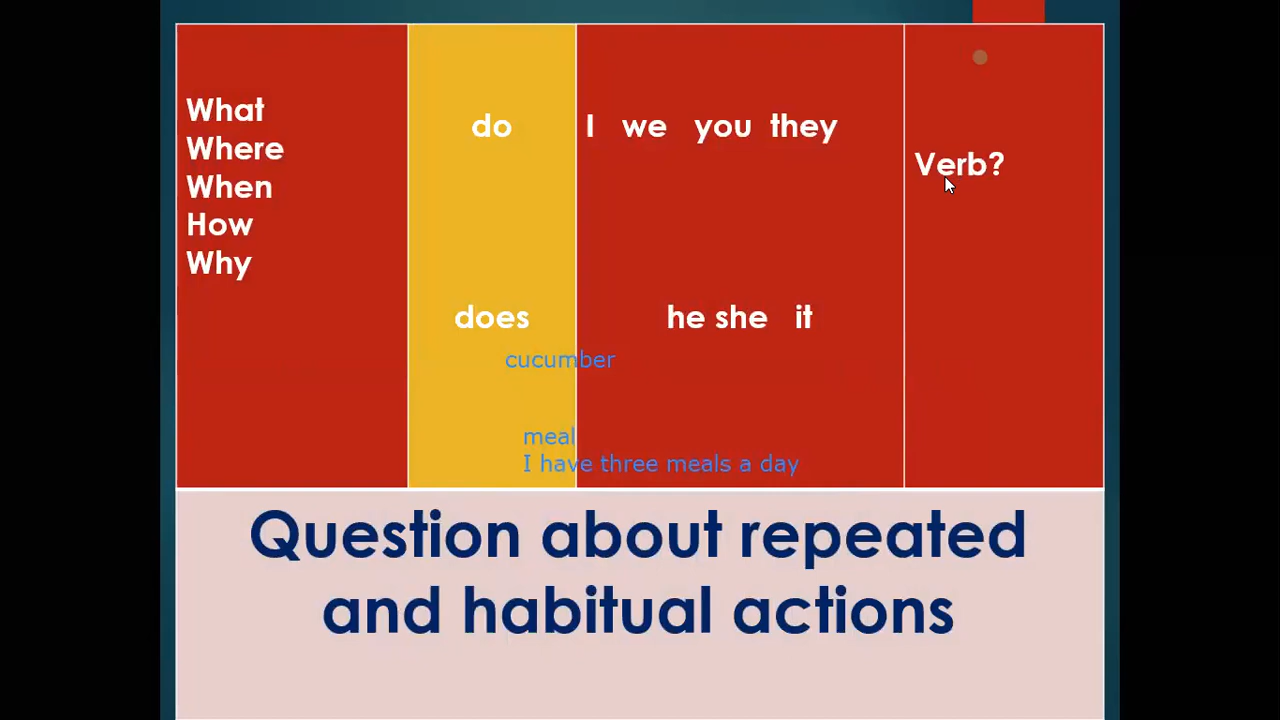 What
Where
When
How
Why
do
I we you they
Verb?
does
he she it
cucumber
meal
I have three meals a day
Question about repeated
and habitual actions